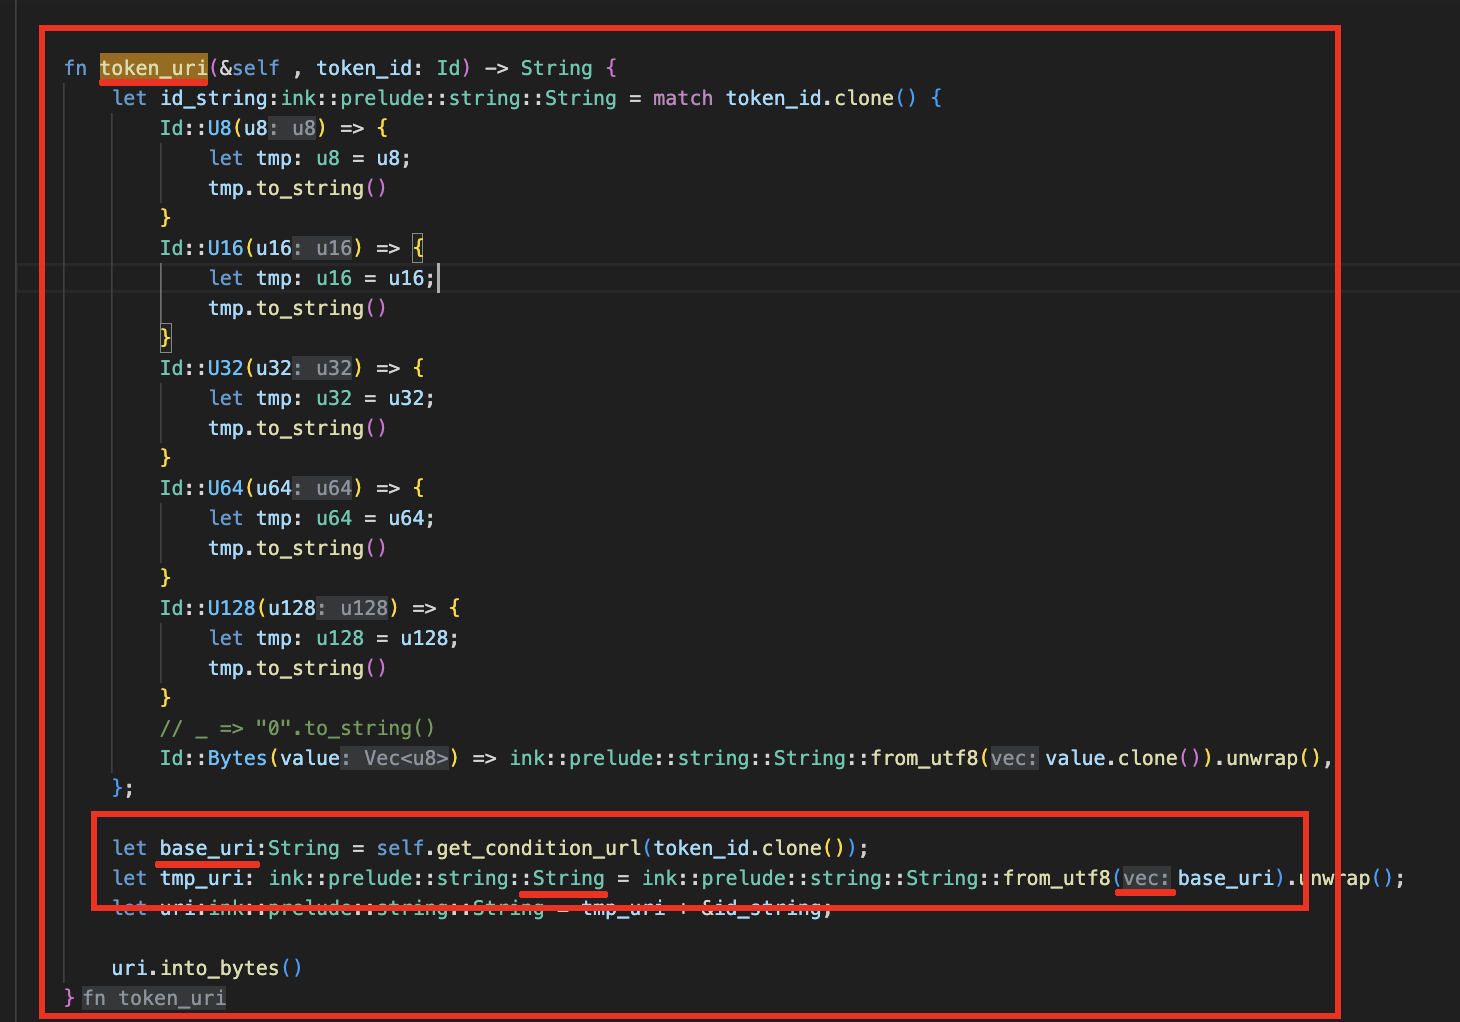 fn token_uri(&self , token_id: Id) -> String {
let id_string:ink::prelude::string::String = match token_id.clone() {
Id::U8(u8: u8) => {
let tmp: u8 = u8;
tmp.to_string()
}
Id::U16(u16: u16) => {
let tmp: u16 = u16;
tmp.to_string()
}
Id::U32(u32: u32) => {
let tmp: u32 = u32;
tmp.to_string()
}
Id::U64(u64: u64) => {
let tmp: u64 = u64;
tmp.to_string()
}
Id::U128(u128: u128) => {
let tmp: u128 = u128;
tmp.to_string()
}
// _ => "0".to_string()
Id::Bytes(value: Vec<u8>) => ink::prelude::string::String::from_utf8(vec: value.clone()).unwrap(),
};
let base_uri:String = self.get_condition_url(token_id.clone());
let tmp_uri: ink::prelude::string::String = ink::prelude::string::String::from_utf8(vec: base_uri).unwrap();
let uri:ink::prelude::string::String = tmp_uri + &id_string;
uri.into_bytes()
} fn token_uri